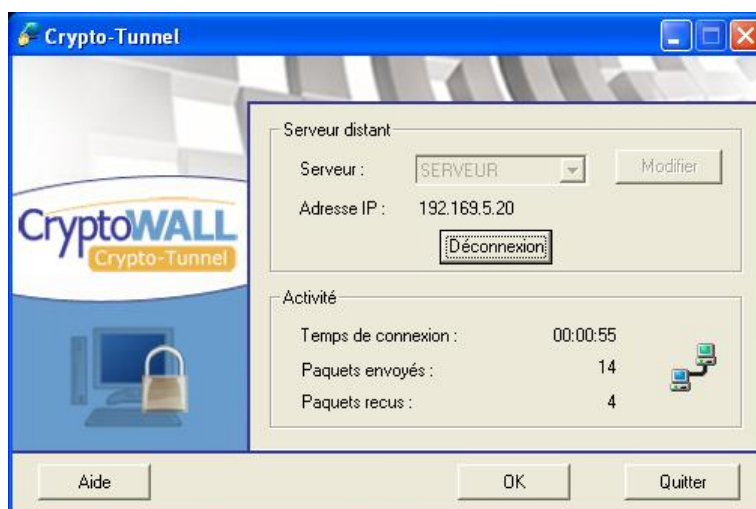 Crypto-Tunnel
CryptoWALL
Crypto-Tunnel
Serveur distant
Serveur : SERVEUR Modifier
Adresse IP : 192.169.5.20
Déconnexion
Activité
Temps de connexion : 00:00:55
Paquets envoyés : 14
Paquets recus : 4
Aide OK Quitter